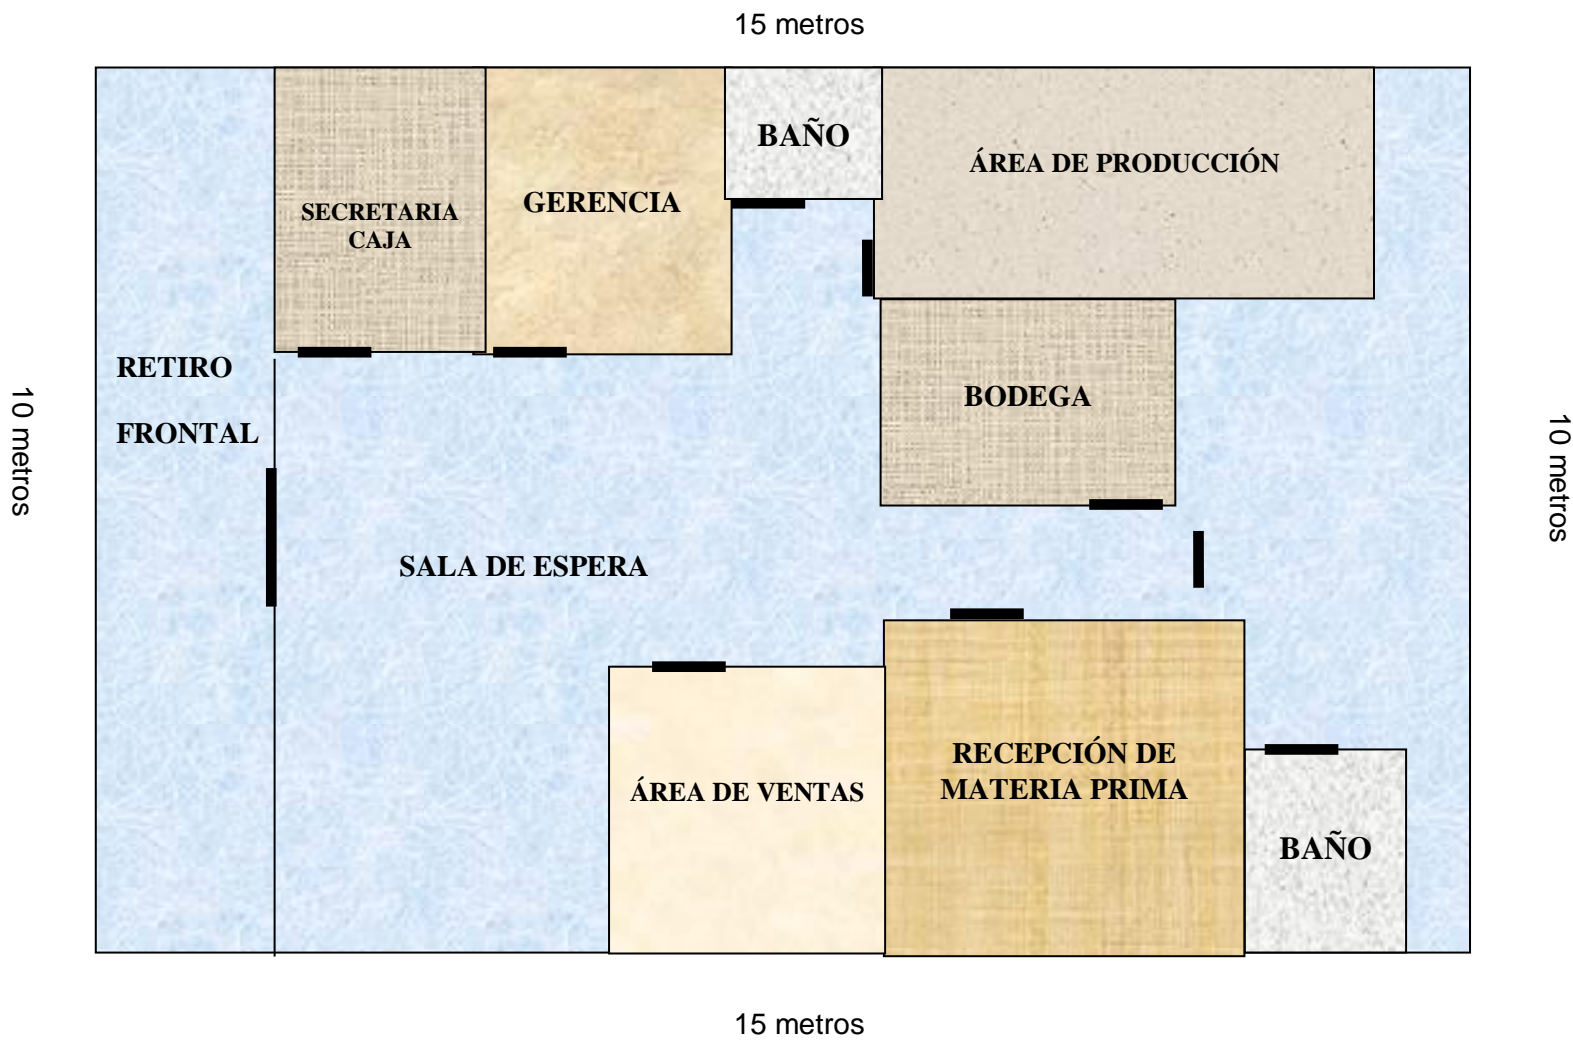 15 metros
BAÑO
ÁREA DE PRODUCCIÓN
GERENCIA
SECRETARIA
CAJA
RETIRO
FRONTAL
BODEGA
10 metros
10 metros
SALA DE ESPERA
RECEPCIÓN DE
MATERIA PRIMA
ÁREA DE VENTAS
BAÑO
15 metros